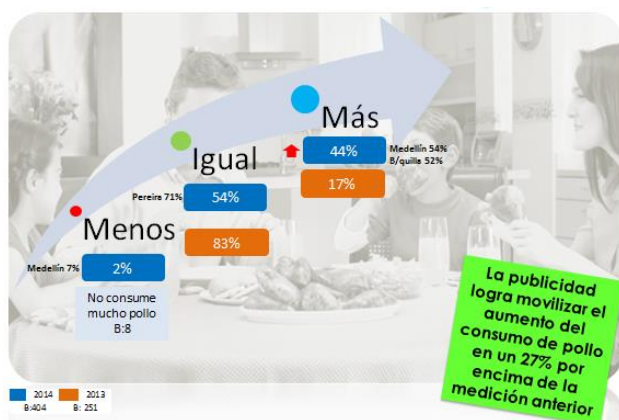 Más
44%
Medellín 54%
B/quilla 52%
17%
Igual
Pereira 71%
54%
83%
Menos
Medellín 7%
2%
No consume
mucho pollo
B:8
La publicidad
logra movilizar el
aumento del
consumo de pollo
en un 27% por
encima de la
medición anterior
2014
2013
B:404
B: 251